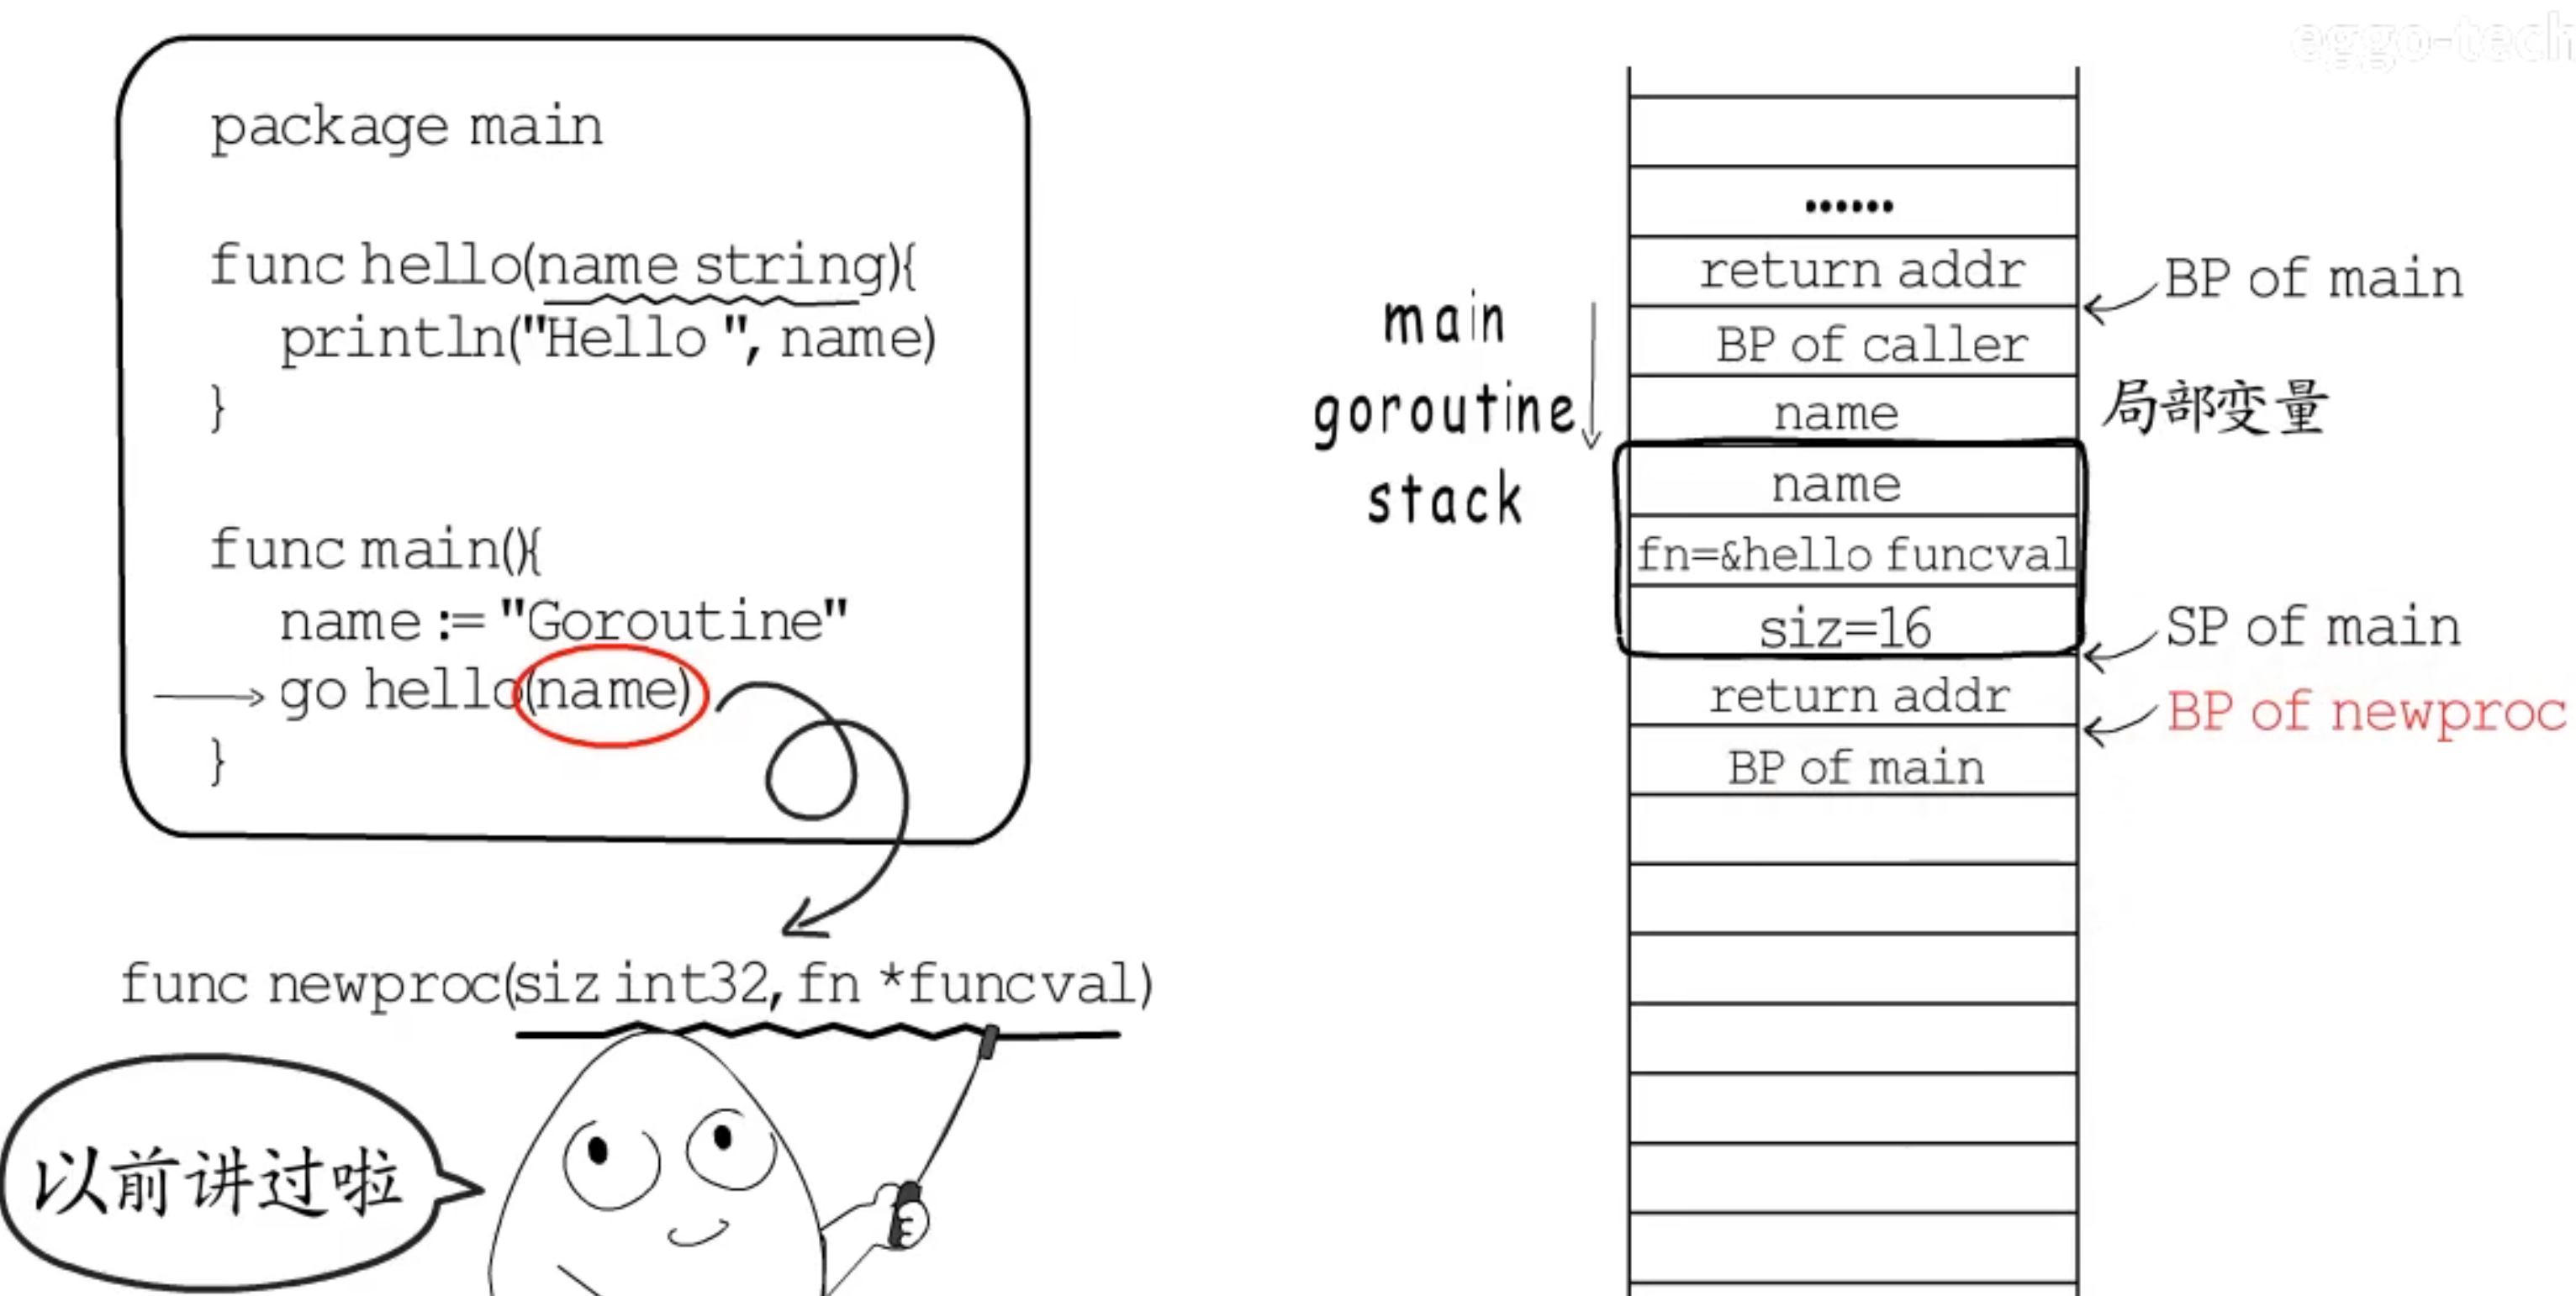 eggo-tech
package main
func hello(name string){
println("Hello ", name)
}
func main(){
name := "Goroutine"
go hello(name)
}
func newproc(siz int32, fn *funcval)
以前讲过啦
main
goroutine
stack
......
return addr
BP of caller
name
name
fn=&hello funcval
siz=16
return addr
BP of main
BP of main
局部变量
SP of main
BP of newproc